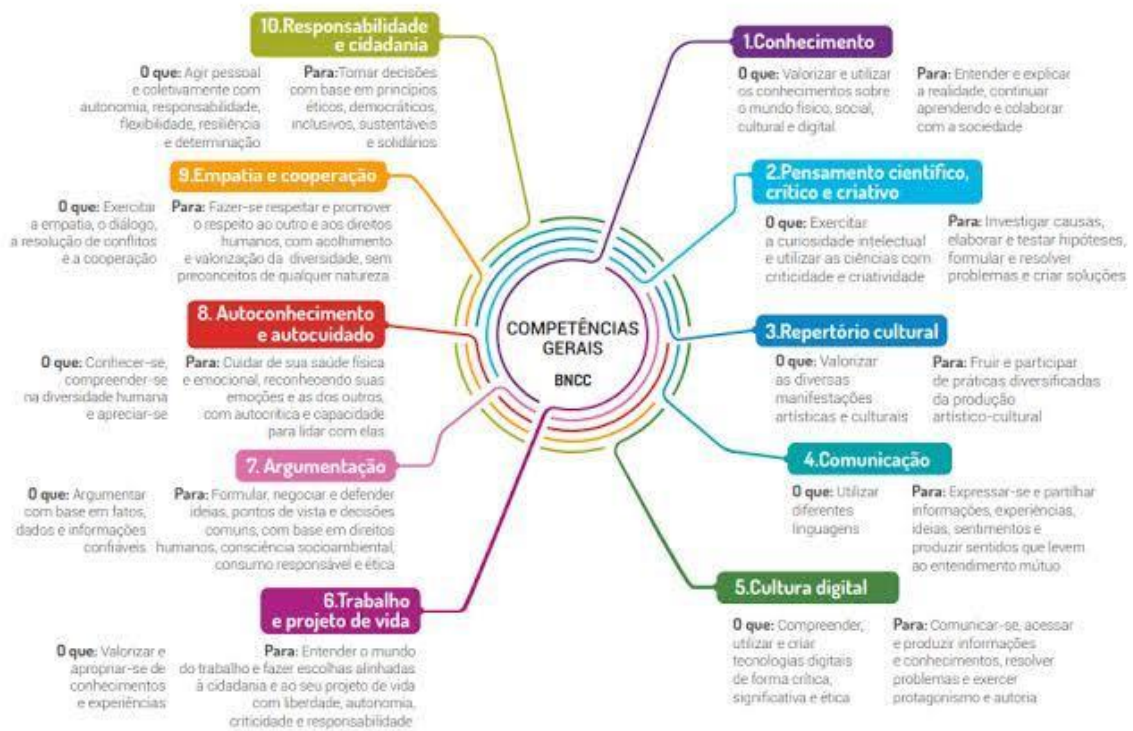 COMPETÊNCIAS
GERAIS
BNCC
1.Conhecimento
O que: Valorizar e utilizar
os conhecimentos sobre
o mundo físico, social,
cultural e digital
Para: Entender e explicar
a realidade, continuar
aprendendo e colaborar
com a sociedade
2.Pensamento científico,
crítico e criativo
O que: Exercitar
a curiosidade intelectual
e utilizar as ciências com
criticidade e criatividade
Para: Investigar causas,
elaborar e testar hipóteses,
formular e resolver
problemas e criar soluções
3.Repertório cultural
O que: Valorizar
as diversas
manifestações
artísticas e culturais
Para: Fruir e participar
de práticas diversificadas
da produção
artístico-cultural
4.Comunicação
O que: Utilizar
diferentes
linguagens
Para: Expressar-se e partilhar
informações, experiências,
ideias, sentimentos e
produzir sentidos que levem
ao entendimento mútuo
5.Cultura digital
O que: Compreender,
utilizar e criar
tecnologias digitais
de forma crítica,
significativa e ética
Para: Comunicar-se, acessar
e produzir informações
e conhecimentos, resolver
problemas e exercer
protagonismo e autoria
6.Trabalho
e projeto de vida
O que: Valorizar e
apropriar-se de
conhecimentos
e experiências
Para: Entender o mundo
do trabalho e fazer escolhas alinhadas
à cidadania e ao seu projeto de vida
com liberdade, autonomia,
criticidade e responsabilidade
7. Argumentação
O que: Argumentar
com base em fatos,
dados e informações
confiáveis
Para: Formular, negociar e defender
ideias, pontos de vista e decisões
comuns, com base em direitos
humanos, consciência socioambiental,
consumo responsável e ética
8. Autoconhecimento
e autocuidado
O que: Conhecer-se,
compreender-se
na diversidade humana
e apreciar-se
Para: Cuidar de sua saúde física
e emocional, reconhecendo suas
emoções e as dos outros,
com autocrítica e capacidade
para lidar com elas
9.Empatia e cooperação
O que: Exercitar
a empatia, o diálogo,
a resolução de conflitos
e a cooperação
Para: Fazer-se respeitar e promover
o respeito ao outro e aos direitos
humanos, com acolhimento
e valorização da diversidade, sem
preconceitos de qualquer natureza
10.Responsabilidade
e cidadania
O que: Agir pessoal
e coletivamente com
autonomia, responsabilidade,
flexibilidade, resiliência
e determinação
Para:Tomar decisões
com base em princípios
éticos, democráticos,
inclusivos, sustentáveis
e solidários